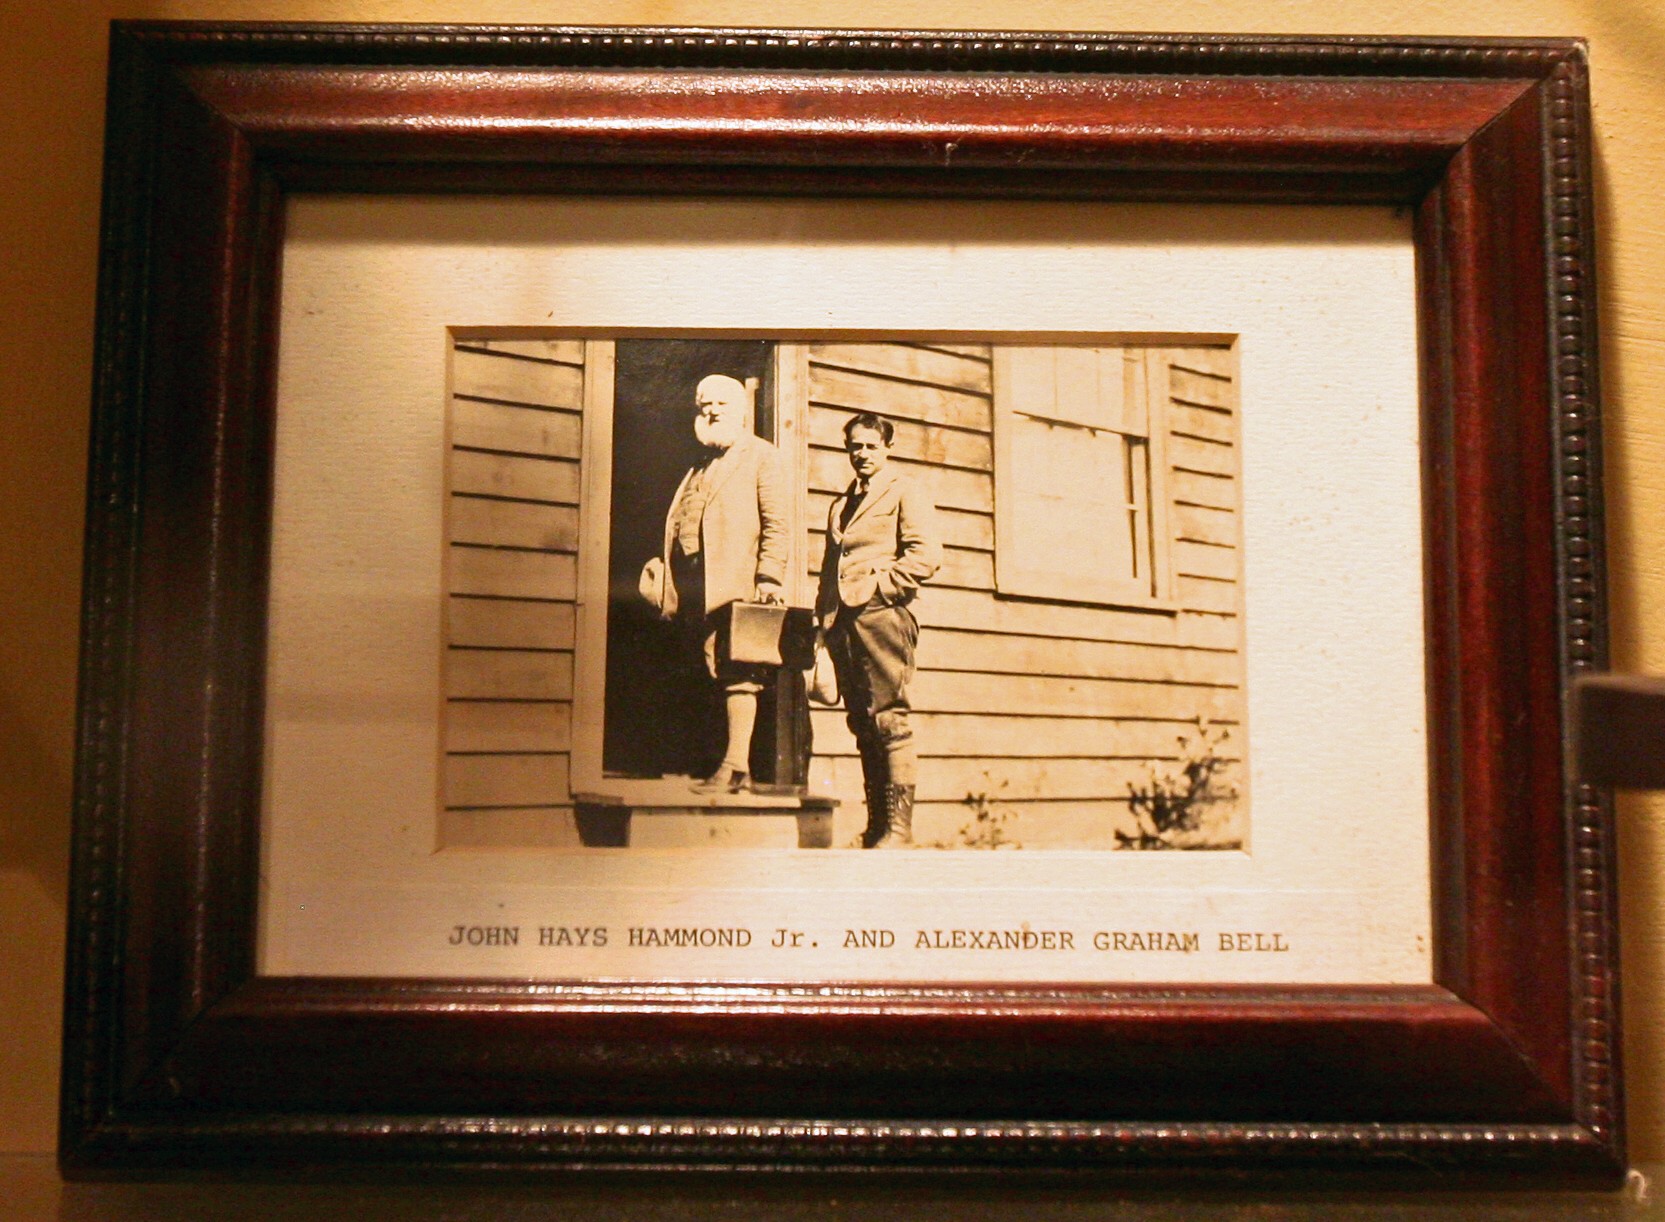 JOHN HAYS HAMMOND Jr. AND ALEXANDER GRAHAM BELL